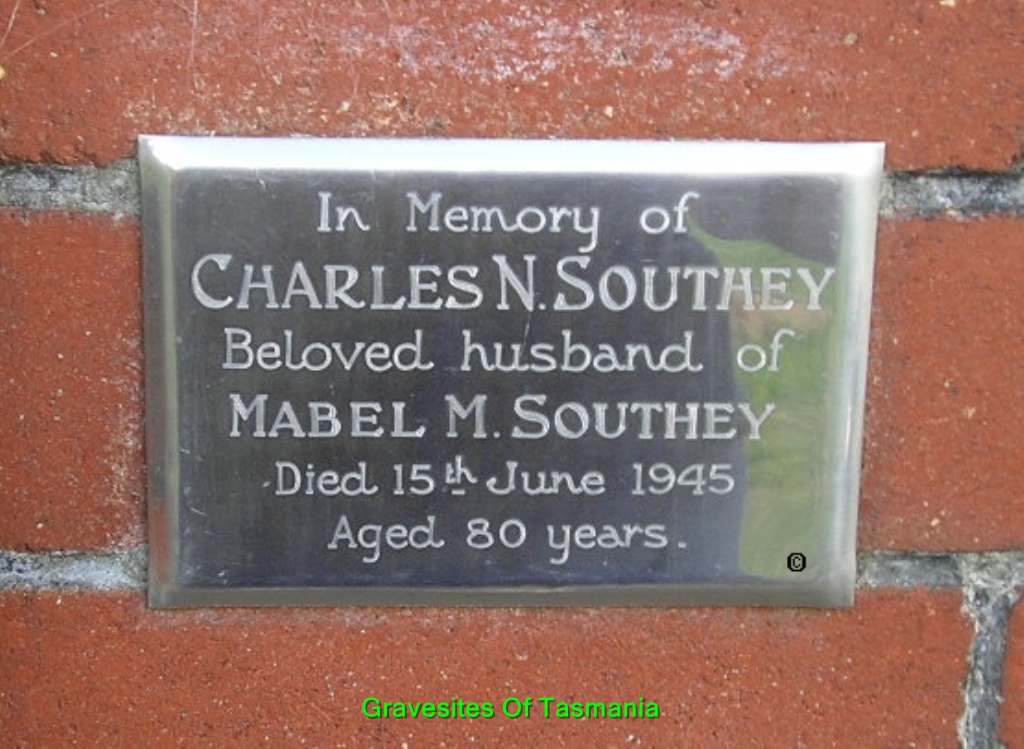 In Memory of
CHARLES N. SOUTHEY
Beloved husband of
MABEL M. SOUTHEY
Died 15th June 1945
Aged 80 years.
©
Gravesites Of Tasmania